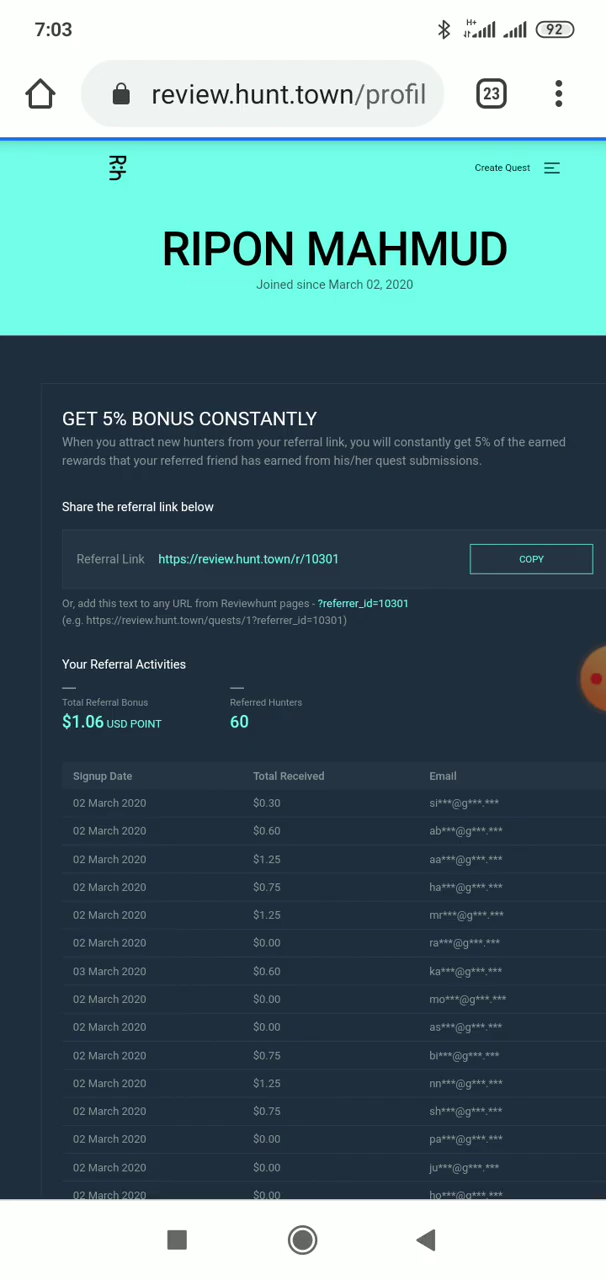 7:03
H+
92
review.hunt.town/profil
23
R:h
Create Quest
RIPON MAHMUD
Joined since March 02, 2020
GET 5% BONUS CONSTANTLY
When you attract new hunters from your referral link, you will constantly get 5% of the earned
rewards that your referred friend has earned from his/her quest submissions.
Share the referral link below
Referral Link https://review.hunt.town/r/10301 COPY
Or, add this text to any URL from Reviewhunt pages - ?referrer_id=10301
(e.g. https://review.hunt.town/quests/1?referrer_id=10301)
Your Referral Activities
Total Referral Bonus Referred Hunters
$1.06 USD POINT 60
Signup Date Total Received Email
02 March 2020 $0.30 si***@g***.***
02 March 2020 $0.60 ab***@g***.***
02 March 2020 $1.25 aa***@g***.***
02 March 2020 $0.75 ha***@g***.***
02 March 2020 $1.25 mr***@g***.***
02 March 2020 $0.00 ra***@g***.***
03 March 2020 $0.60 ka***@g***.***
02 March 2020 $0.00 mo***@g***.***
02 March 2020 $0.00 as***@g***.***
02 March 2020 $0.75 bi***@g***.***
02 March 2020 $1.25 nn***@g***.***
02 March 2020 $0.75 sh***@g***.***
02 March 2020 $0.00 pa***@g***.***
02 March 2020 $0.00 ju***@g***.***
02 March 2020 $0.00 ho***@g***.***